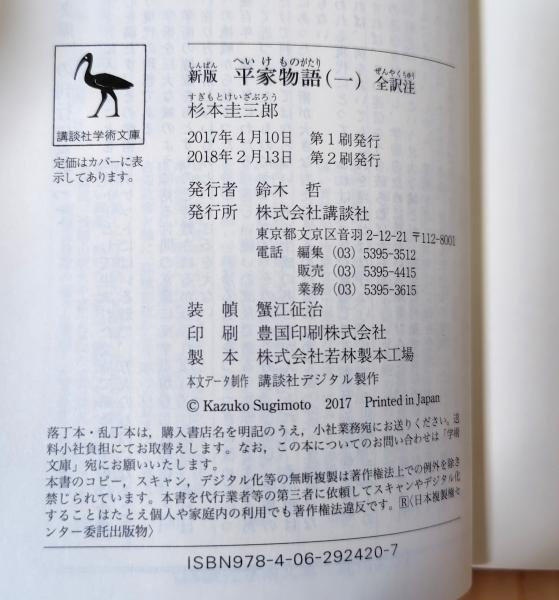 しんぱん へいけものがたり ぜんやくちゅう
新版 平家物語(一) 全訳注
すぎもとけいざぶろう
杉本圭三郎
講談社学術文庫
定価はカバーに表
示してあります。
2017年4月10日 第1刷発行
2018年2月13日 第2刷発行
発行者 鈴木 哲
発行所 株式会社講談社
東京都文京区音羽 2-12-21 〒112-8001
電話 編集 (03) 5395-3512
販売 (03) 5395-4415
業務 (03) 5395-3615
装 幀 蟹江征治
印 刷 豊国印刷株式会社
製 本 株式会社若林製本工場
本文データ制作 講談社デジタル製作
© Kazuko Sugimoto 2017 Printed in Japan
落丁本・乱丁本は，購入書店名を明記のうえ，小社業務宛にお送りください。送
料小社負担にてお取替えします。なお，この本についてのお問い合わせは「学術
文庫」宛にお願いいたします。
本書のコピー，スキャン，デジタル化等の無断複製は著作権法上での例外を除き
禁じられています。本書を代行業者等の第三者に依頼してスキャンやデジタル化
することはたとえ個人や家庭内の利用でも著作権法違反です。Ⓡ〈日本複製権セ
ンター委託出版物〉
ISBN978-4-06-292420-7